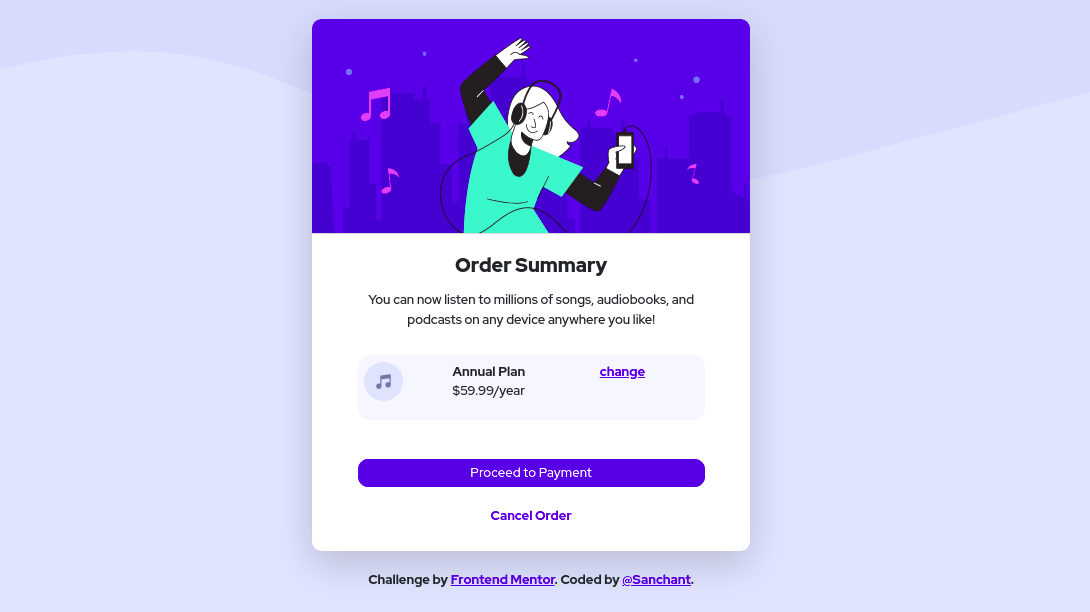 Order Summary
You can now listen to millions of songs, audiobooks, and
podcasts on any device anywhere you like!
Annual Plan
change
$59.99/year
Proceed to Payment
Cancel Order
Challenge by Frontend Mentor. Coded by @Sanchant.